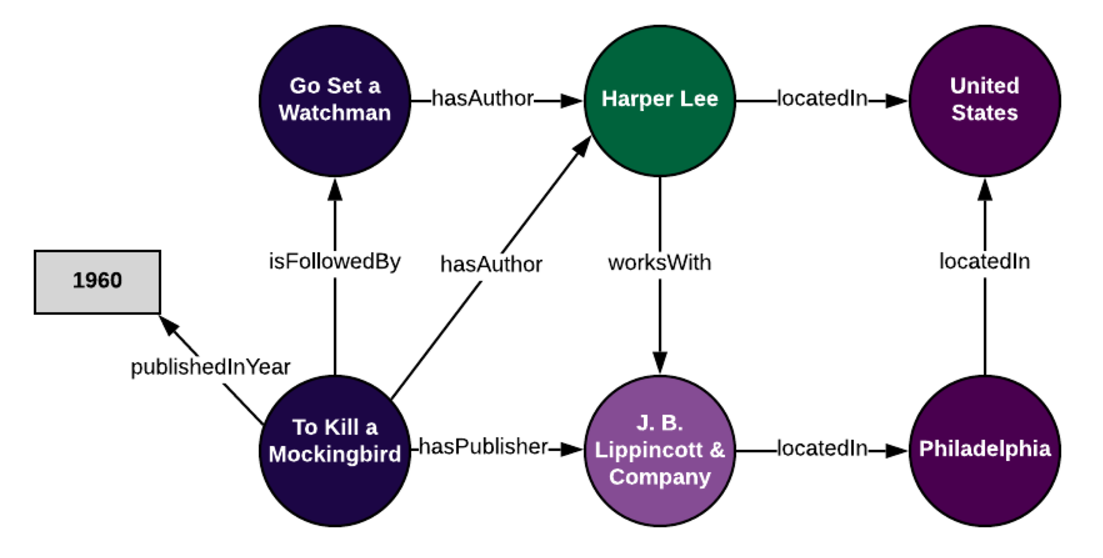 Go Set a
Watchman
hasAuthor
Harper Lee
locatedIn
United
States
isFollowedBy
hasAuthor
worksWith
locatedIn
1960
publishedInYear
To Kill a
Mockingbird
hasPublisher
J. B.
Lippincott &
Company
locatedIn
Philadelphia